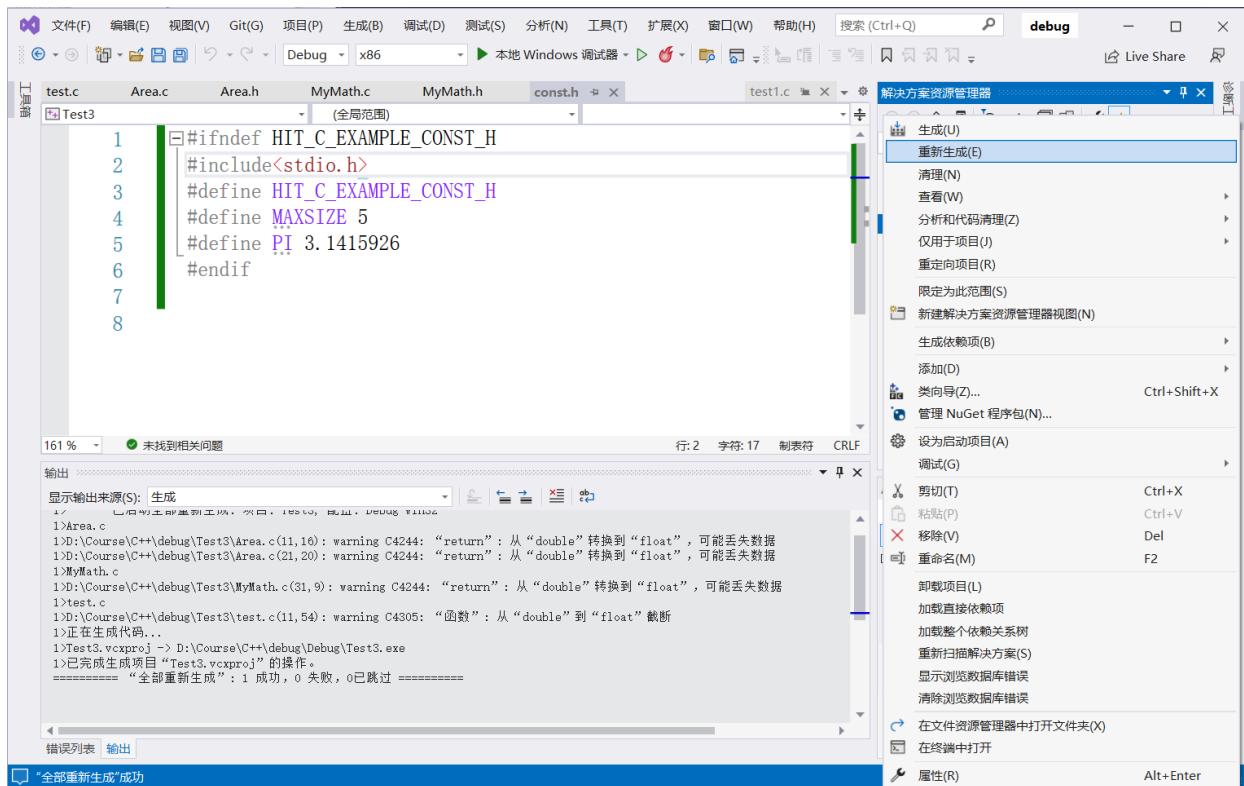 文件(F) 编辑(E) 视图(V) Git(G) 项目(P) 生成(B) 调试(D) 测试(S) 分析(N) 工具(T) 扩展(X) 窗口(W) 帮助(H) 搜索 (Ctrl+Q) debug
Debug x86 本地 Windows 调试器 Live Share
工具箱
test.c Area.c Area.h MyMath.c MyMath.h const.h test1.c
Test3 (全局范围)
1 #ifndef HIT_C_EXAMPLE_CONST_H
2 #include<stdio.h>
3 #define HIT_C_EXAMPLE_CONST_H
4 #define MAXSIZE 5
5 #define PI 3.1415926
6 #endif
7
8
161 % 未找到相关问题 行: 2 字符: 17 制表符 CRLF
输出
显示输出来源(S): 生成
1> 已启动全部重新生成: 项目: Test3, 配置: Debug Win32
1>Area.c
1>D:\Course\C++\debug\Test3\Area.c(11,16): warning C4244: “return”: 从“double”转换到“float”，可能丢失数据
1>D:\Course\C++\debug\Test3\Area.c(21,20): warning C4244: “return”: 从“double”转换到“float”，可能丢失数据
1>MyMath.c
1>D:\Course\C++\debug\Test3\MyMath.c(31,9): warning C4244: “return”: 从“double”转换到“float”，可能丢失数据
1>test.c
1>D:\Course\C++\debug\Test3\test.c(11,54): warning C4305: “函数”: 从“double”到“float”截断
1>正在生成代码...
1>Test3.vcxproj -> D:\Course\C++\debug\Debug\Test3.exe
1>已完成生成项目“Test3.vcxproj”的操作。
========== “全部重新生成”: 1 成功，0 失败，0已跳过 ==========
错误列表 输出
“全部重新生成”成功
解决方案资源管理器
生成(U)
重新生成(E)
清理(N)
查看(W)
分析和代码清理(Z)
仅用于项目(J)
重定向项目(R)
限定为此范围(S)
新建解决方案资源管理器视图(N)
生成依赖项(B)
添加(D)
类向导(Z)... Ctrl+Shift+X
管理 NuGet 程序包(N)...
设为启动项目(A)
调试(G)
剪切(T) Ctrl+X
粘贴(P) Ctrl+V
移除(V) Del
重命名(M) F2
卸载项目(L)
加载直接依赖项
加载整个依赖关系树
重新扫描解决方案(S)
显示浏览数据库错误
清除浏览数据库错误
在文件资源管理器中打开文件夹(X)
在终端中打开
属性(R) Alt+Enter